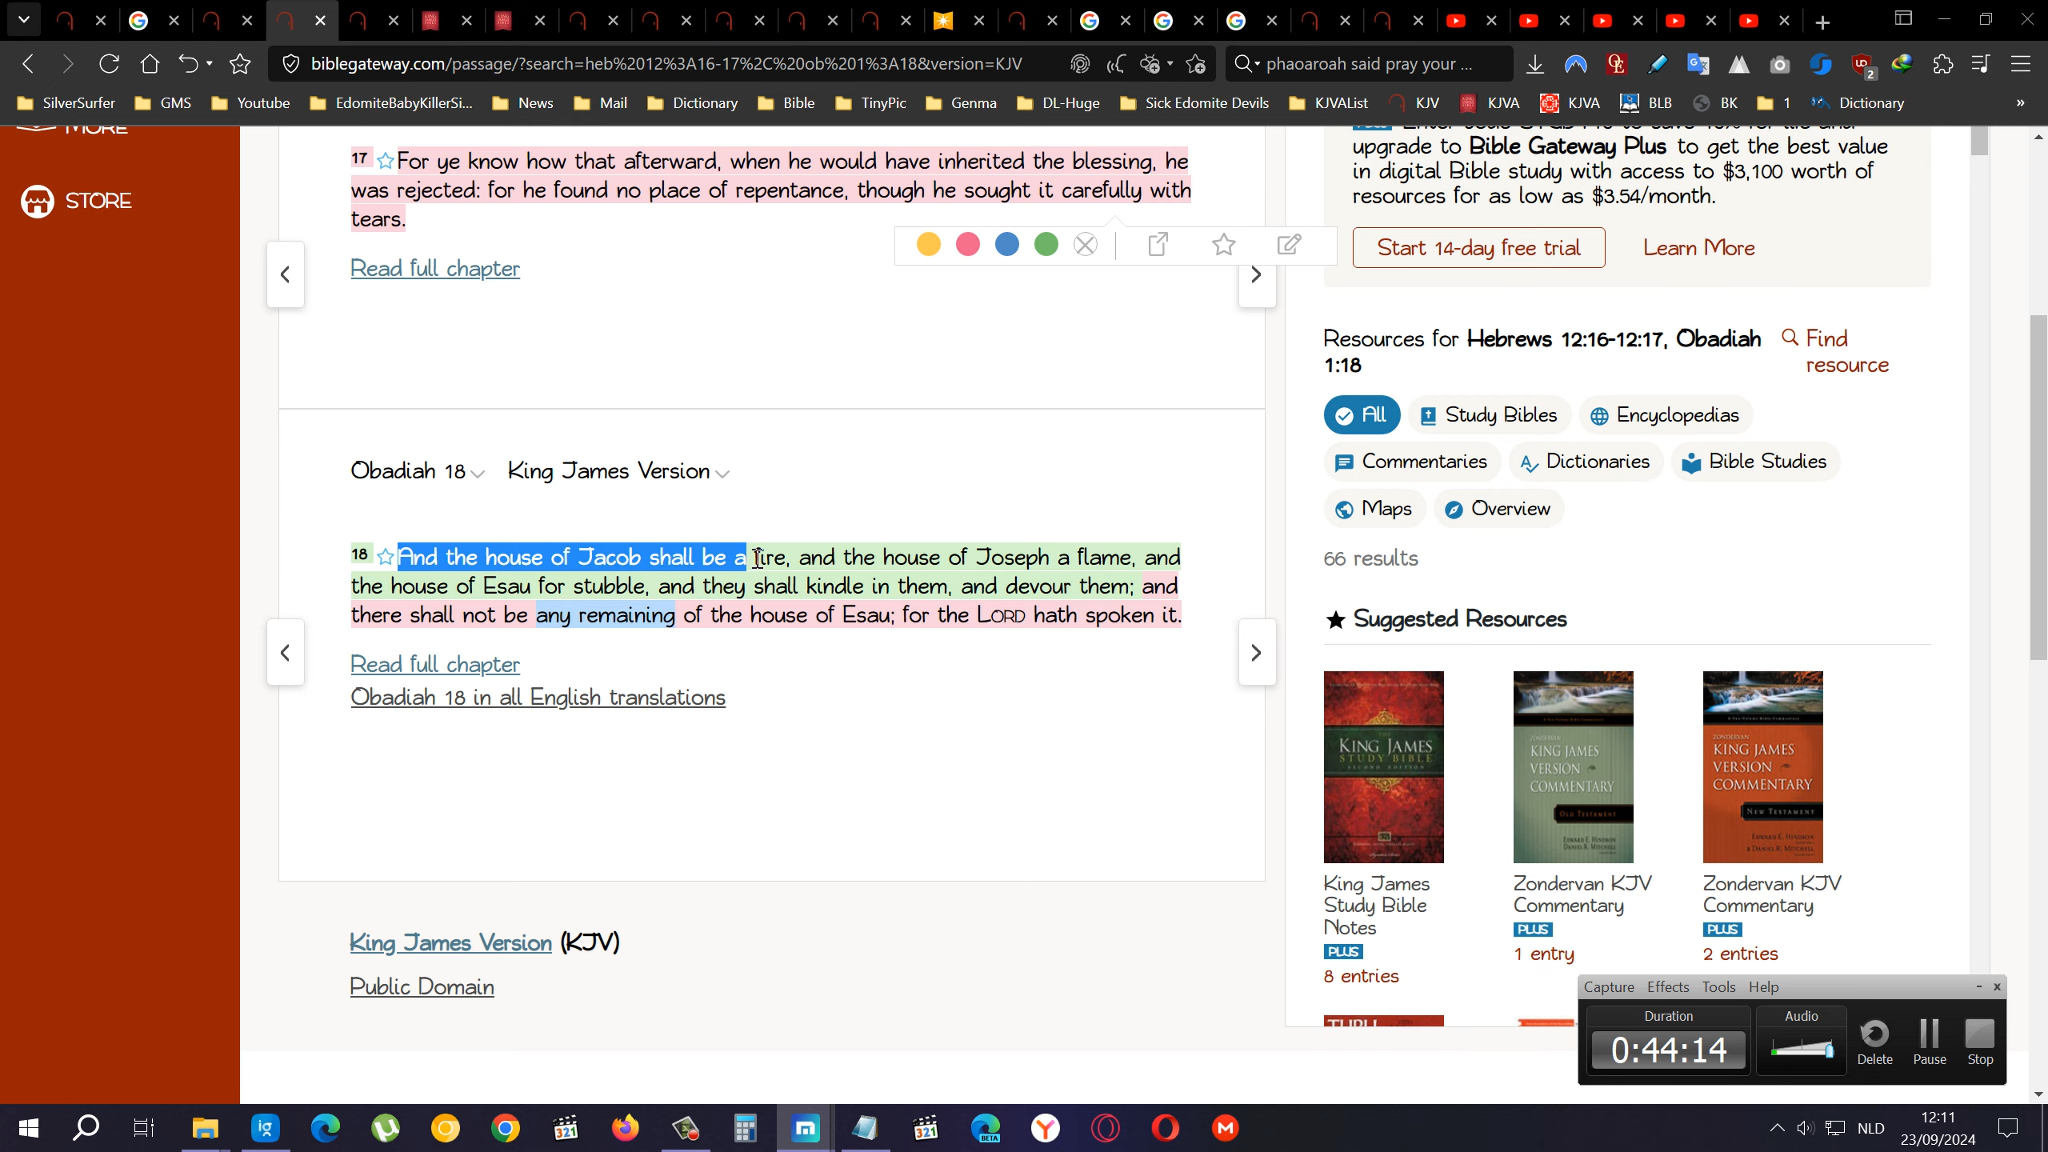 biblegateway.com/passage/?search=heb%2012%3A16-17%2C%20ob%201%3A18&version=KJV
phaoaroah said pray your ...
2
SilverSurfer GMS Youtube EdomiteBabyKillerSi... News Mail Dictionary Bible TinyPic Genma DL-Huge Sick Edomite Devils KJVAList KJV KJVA KJVA BLB BK 1 Dictionary »
MORE
STORE
17 For ye know how that afterward, when he would have inherited the blessing, he
was rejected: for he found no place of repentance, though he sought it carefully with
tears.
Read full chapter
Obadiah 18 King James Version
18 And the house of Jacob shall be a fire, and the house of Joseph a flame, and
the house of Esau for stubble, and they shall kindle in them, and devour them; and
there shall not be any remaining of the house of Esau; for the LORD hath spoken it.
Read full chapter
Obadiah 18 in all English translations
King James Version (KJV)
Public Domain
upgrade to Bible Gateway Plus to get the best value
in digital Bible study with access to $3,100 worth of
resources for as low as $3.54/month.
Start 14-day free trial Learn More
Resources for Hebrews 12:16-12:17, Obadiah
1:18
Find
resource
All Study Bibles Encyclopedias
Commentaries Dictionaries Bible Studies
Maps Overview
66 results
Suggested Resources
KING JAMES
STUDY BIBLE
SECOND EDITION
KING JAMES
VERSION
COMMENTARY
OLD TESTAMENT
KING JAMES
VERSION
COMMENTARY
NEW TESTAMENT
King James
Study Bible
Notes
PLUS
8 entries
Zondervan KJV
Commentary
PLUS
1 entry
Zondervan KJV
Commentary
PLUS
2 entries
THRU
Capture Effects Tools Help
Duration
0:44:14
Audio
Delete Pause Stop
NLD
12:11
23/09/2024